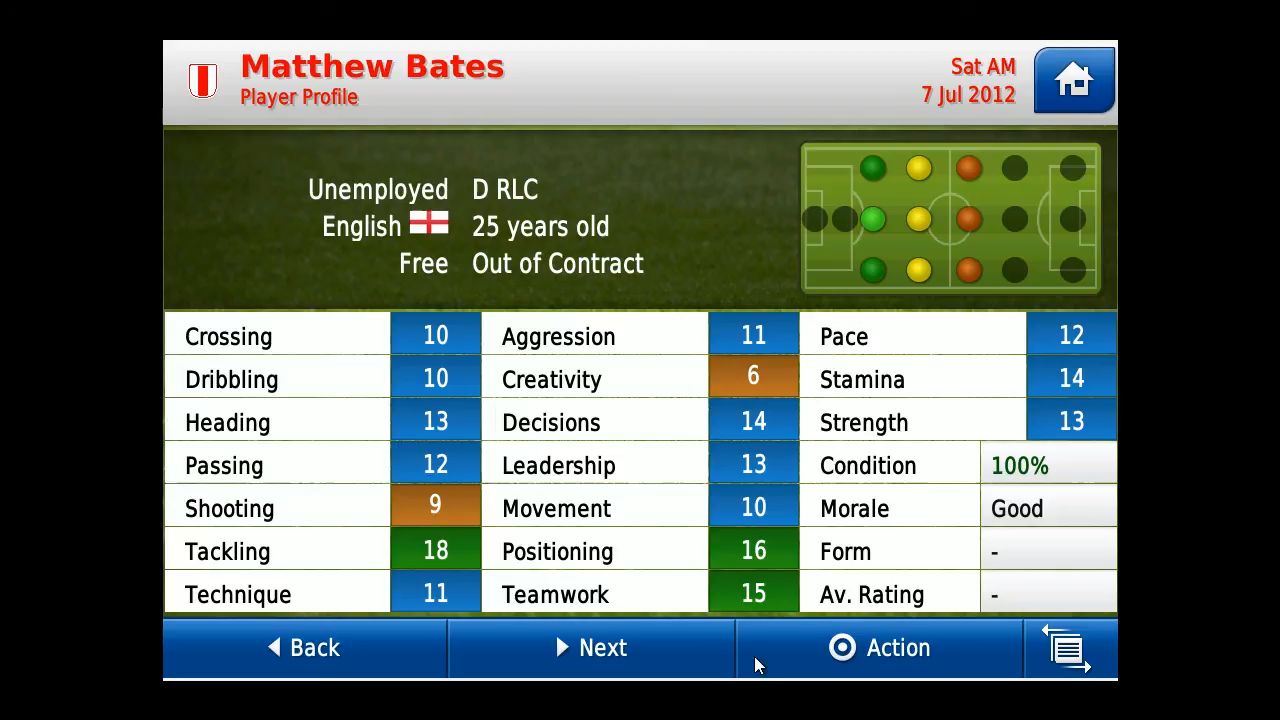 Matthew Bates
Player Profile
Sat AM
7 Jul 2012
Unemployed D RLC
English 25 years old
Free Out of Contract
Crossing 10 Aggression 11 Pace 12
Dribbling 10 Creativity 6 Stamina 14
Heading 13 Decisions 14 Strength 13
Passing 12 Leadership 13 Condition 100%
Shooting 9 Movement 10 Morale Good
Tackling 18 Positioning 16 Form -
Technique 11 Teamwork 15 Av. Rating -
Back Next Action